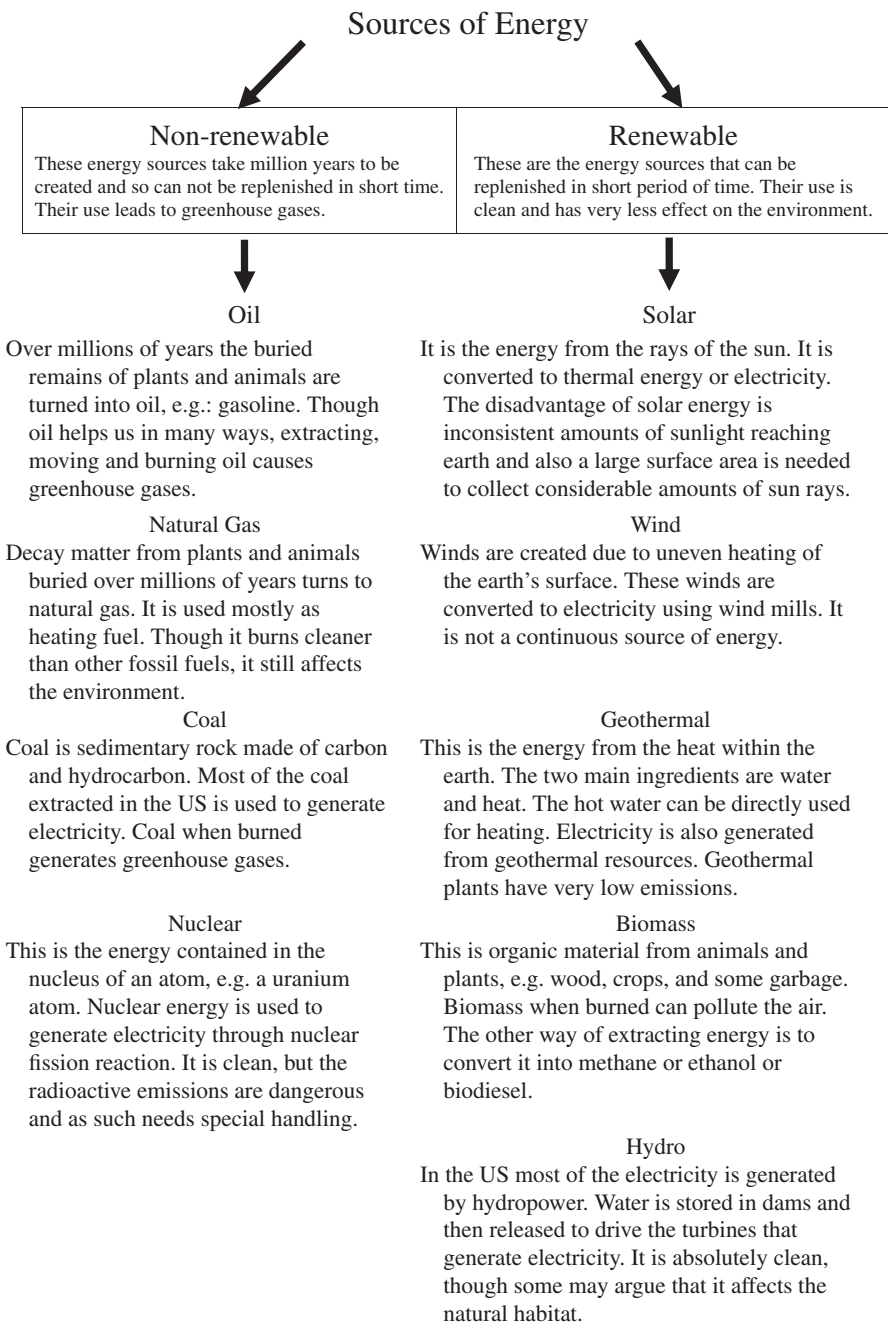 Sources of Energy
Non-renewable
These energy sources take million years to be
created and so can not be replenished in short time.
Their use leads to greenhouse gases.
Renewable
These are the energy sources that can be
replenished in short period of time. Their use is
clean and has very less effect on the environment.
Oil
Over millions of years the buried
remains of plants and animals are
turned into oil, e.g.: gasoline. Though
oil helps us in many ways, extracting,
moving and burning oil causes
greenhouse gases.
Natural Gas
Decay matter from plants and animals
buried over millions of years turns to
natural gas. It is used mostly as
heating fuel. Though it burns cleaner
than other fossil fuels, it still affects
the environment.
Coal
Coal is sedimentary rock made of carbon
and hydrocarbon. Most of the coal
extracted in the US is used to generate
electricity. Coal when burned
generates greenhouse gases.
Nuclear
This is the energy contained in the
nucleus of an atom, e.g. a uranium
atom. Nuclear energy is used to
generate electricity through nuclear
fission reaction. It is clean, but the
radioactive emissions are dangerous
and as such needs special handling.
Solar
It is the energy from the rays of the sun. It is
converted to thermal energy or electricity.
The disadvantage of solar energy is
inconsistent amounts of sunlight reaching
earth and also a large surface area is needed
to collect considerable amounts of sun rays.
Wind
Winds are created due to uneven heating of
the earth's surface. These winds are
converted to electricity using wind mills. It
is not a continuous source of energy.
Geothermal
This is the energy from the heat within the
earth. The two main ingredients are water
and heat. The hot water can be directly used
for heating. Electricity is also generated
from geothermal resources. Geothermal
plants have very low emissions.
Biomass
This is organic material from animals and
plants, e.g. wood, crops, and some garbage.
Biomass when burned can pollute the air.
The other way of extracting energy is to
convert it into methane or ethanol or
biodiesel.
Hydro
In the US most of the electricity is generated
by hydropower. Water is stored in dams and
then released to drive the turbines that
generate electricity. It is absolutely clean,
though some may argue that it affects the
natural habitat.